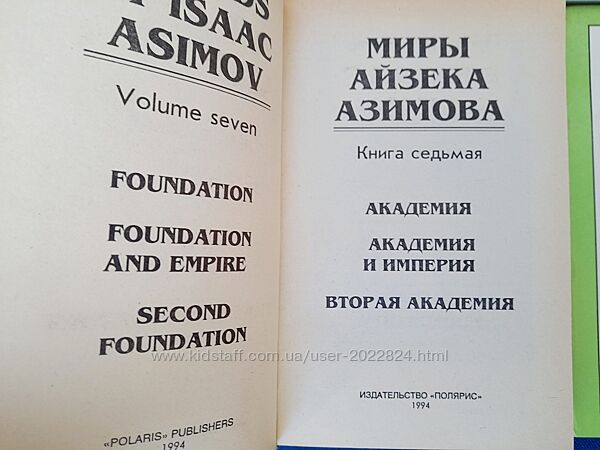 ISAAC
ASIMOV
Volume seven
FOUNDATION
FOUNDATION
AND EMPIRE
SECOND
FOUNDATION
«POLARIS» PUBLISHERS
1994
МИРЫ
АЙЗЕКА
АЗИМОВА
Книга седьмая
АКАДЕМИЯ
АКАДЕМИЯ
И ИМПЕРИЯ
ВТОРАЯ АКАДЕМИЯ
ИЗДАТЕЛЬСТВО «ПОЛЯРИС»
1994
www.kidstaff.com.ua/user-2022824.html